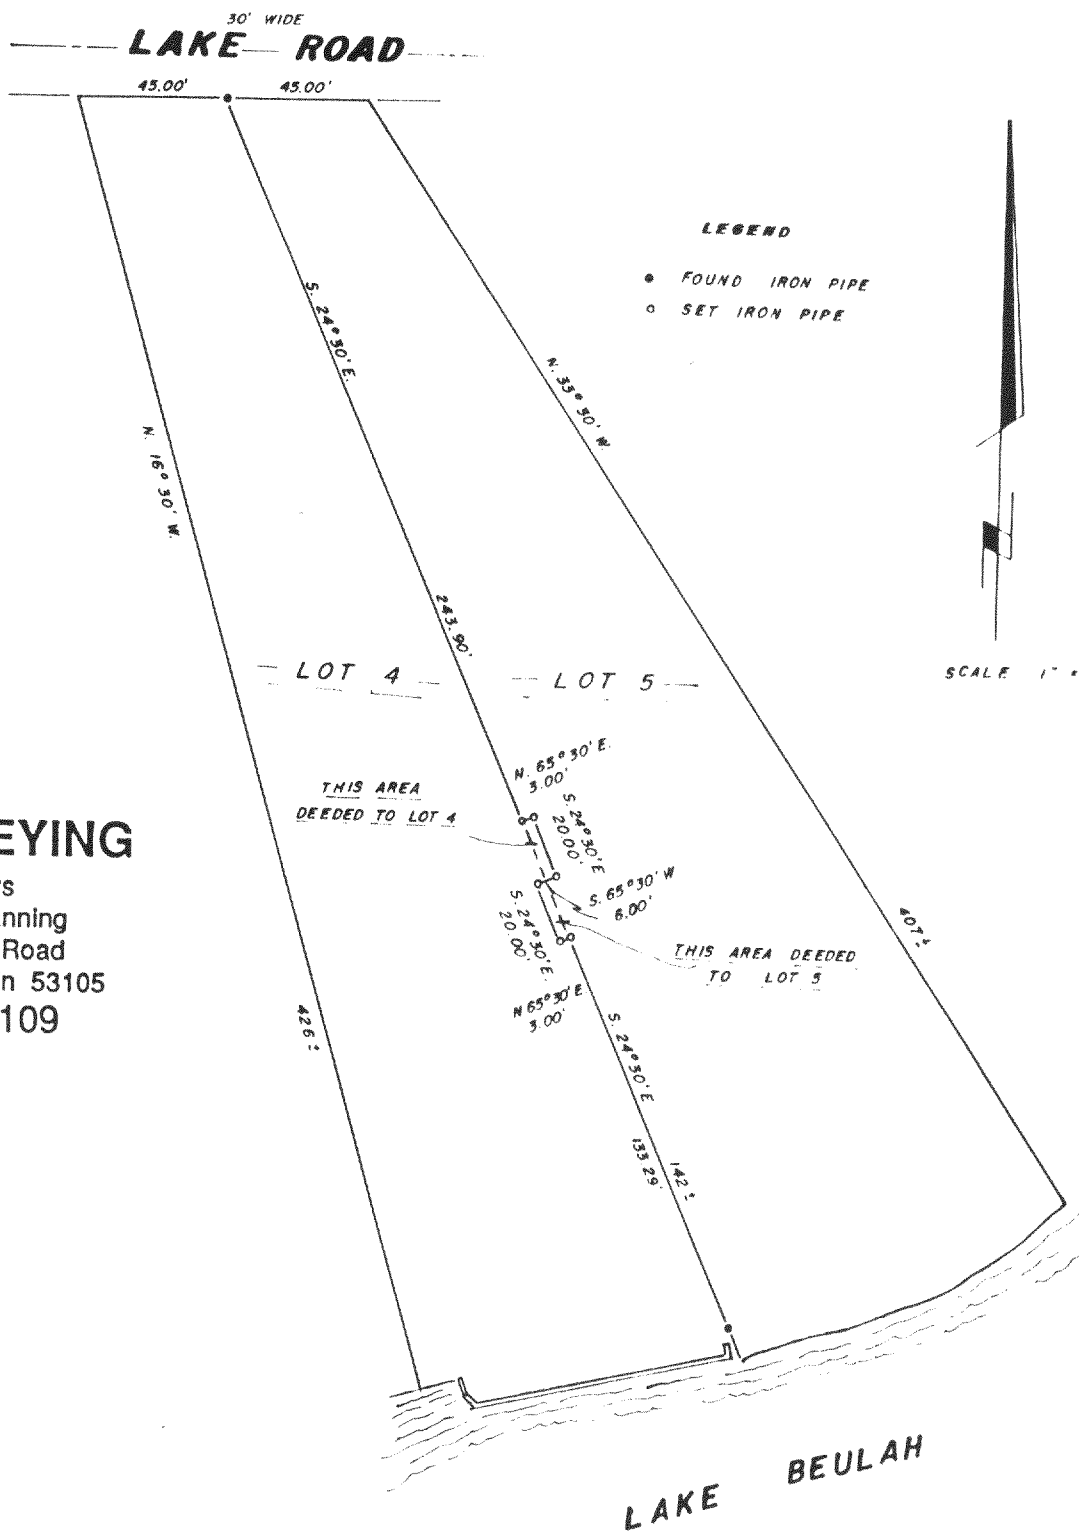 30' WIDE
LAKE ROAD
45.00' 45.00'
LEGEND
FOUND IRON PIPE
SET IRON PIPE
S. 24° 30' E.
N. 33° 30' W.
N. 16° 30' W.
243.90'
LOT 4
LOT 5
SCALE 1"
N. 65° 30' E.
3.00'
THIS AREA
DEEDED TO LOT 4
S. 24° 30' E
20.00'
S. 65° 30' W
6.00'
S. 24° 30' E.
20.00'
THIS AREA DEEDED
TO LOT 5
N 65° 30' E
3.00'
EYING
rs
nning
Road
n 53105
109
407±
426±
S. 24° 30' E
133.29'
142±
LAKE BEULAH